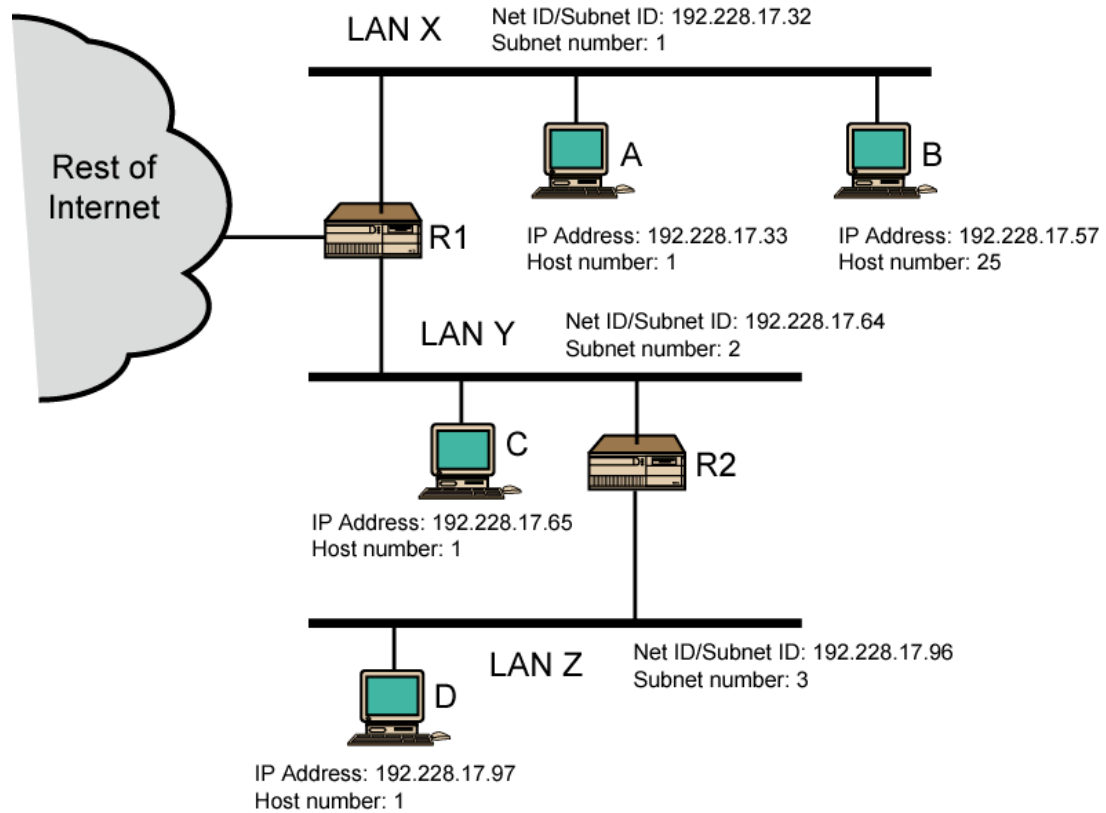 LAN X
Net ID/Subnet ID: 192.228.17.32
Subnet number: 1
Rest of
Internet
A
B
R1
IP Address: 192.228.17.33
Host number: 1
IP Address: 192.228.17.57
Host number: 25
LAN Y
Net ID/Subnet ID: 192.228.17.64
Subnet number: 2
C
R2
IP Address: 192.228.17.65
Host number: 1
LAN Z
Net ID/Subnet ID: 192.228.17.96
Subnet number: 3
D
IP Address: 192.228.17.97
Host number: 1